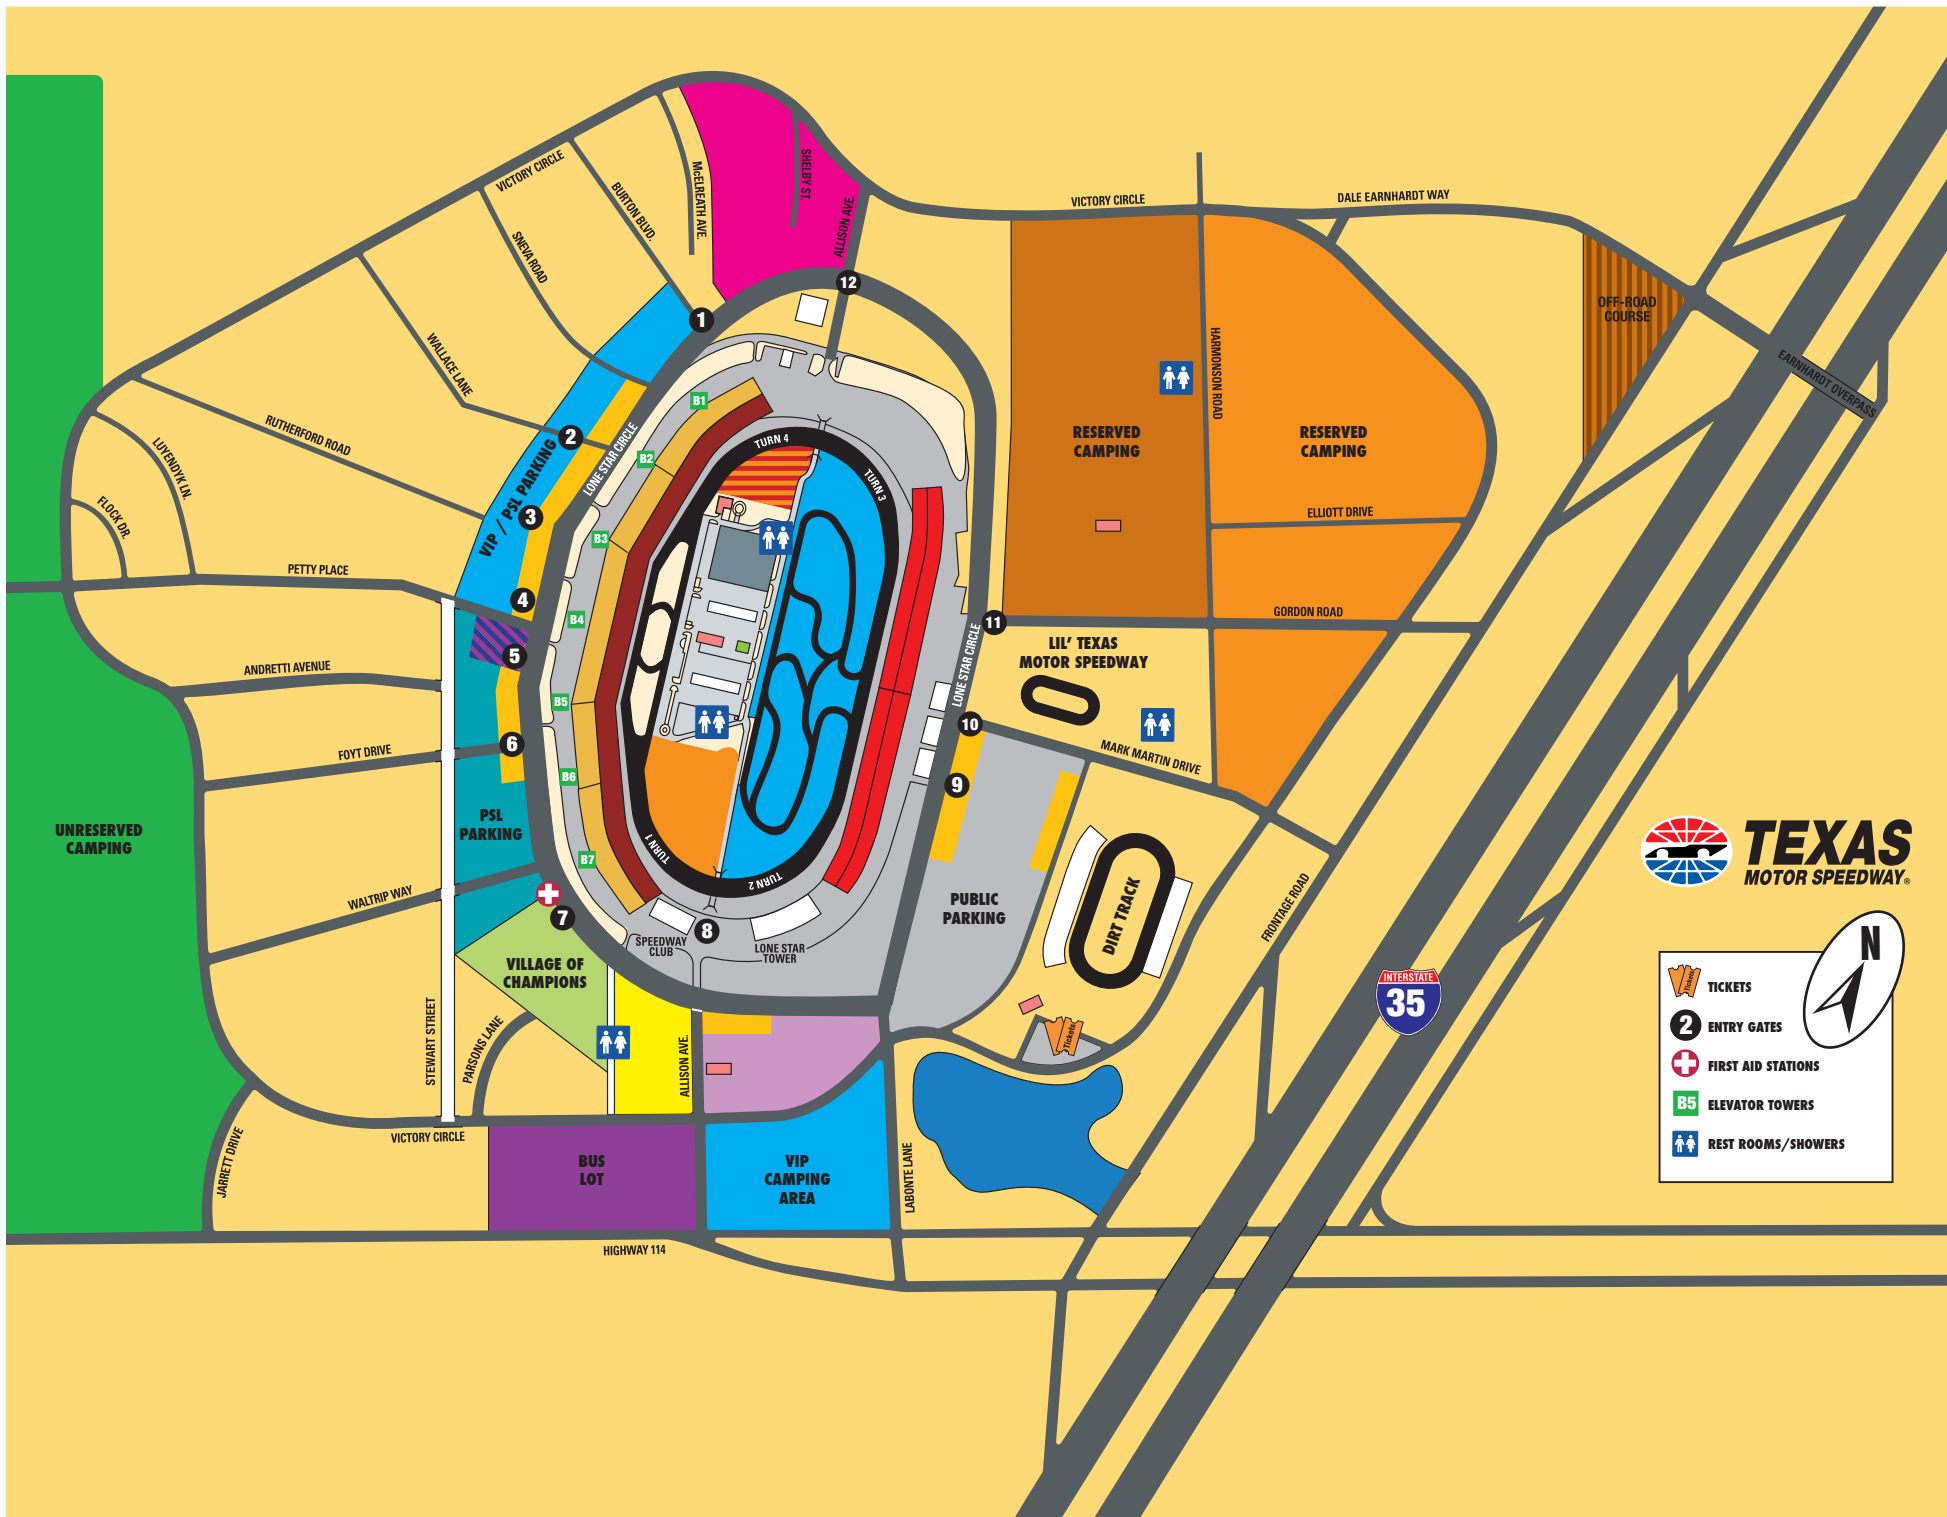 VICTORY CIRCLE
BURTON BLVD.
McELREATH AVE.
SHELBY ST.
ALLISON AVE.
SNEVA ROAD
WALLACE LANE
RUTHERFORD ROAD
LUYENDYK LN.
FLOCK DR.
PETTY PLACE
VICTORY CIRCLE
DALE EARNHARDT WAY
OFF-ROAD
COURSE
EARNHARDT OVERPASS
12
1
2
3
4
5
6
7
8
9
10
11
VIP / PSL PARKING
LONE STAR CIRCLE
B1
B2
B3
B4
B5
B6
B7
TURN 4
TURN 3
TURN 1
TURN 2
RESERVED
CAMPING
HARMONSON ROAD
RESERVED
CAMPING
ELLIOTT DRIVE
GORDON ROAD
LONE STAR CIRCLE
LIL' TEXAS
MOTOR SPEEDWAY
MARK MARTIN DRIVE
ANDRETTI AVENUE
FOYT DRIVE
UNRESERVED
CAMPING
PSL
PARKING
WALTRIP WAY
STEWART STREET
VILLAGE OF
CHAMPIONS
PARSONS LANE
SPEEDWAY
CLUB
LONE STAR
TOWER
PUBLIC
PARKING
DIRT TRACK
FRONTAGE ROAD
Tickets
ALLISON AVE.
VICTORY CIRCLE
JARRETT DRIVE
BUS
LOT
VIP
CAMPING
AREA
LABONTE LANE
HIGHWAY 114
INTERSTATE
35
TEXAS
MOTOR SPEEDWAY®
N
Tickets
TICKETS
2
ENTRY GATES
FIRST AID STATIONS
B5
ELEVATOR TOWERS
REST ROOMS/SHOWERS